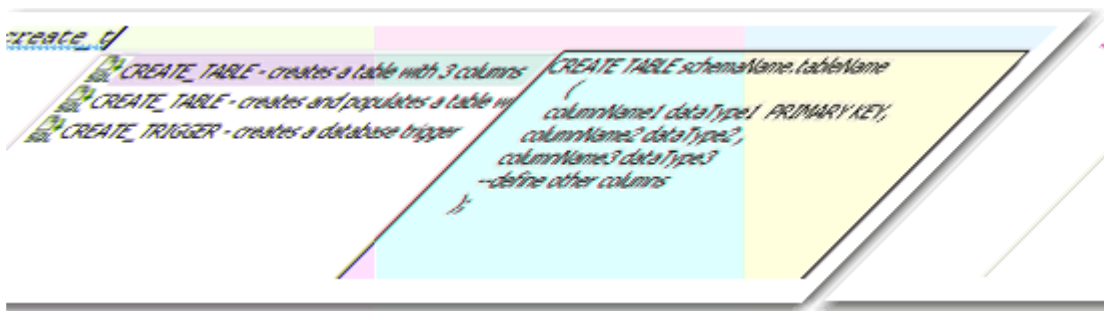 create_t
CREATE_TABLE - creates a table with 3 columns
CREATE_TABLE - creates and populates a table
CREATE_TRIGGER - creates a database trigger
CREATE TABLE schemaName.tableName
(
columnName1 dataType1 PRIMARY KEY,
columnName2 dataType2,
columnName3 dataType3
--define other columns
);